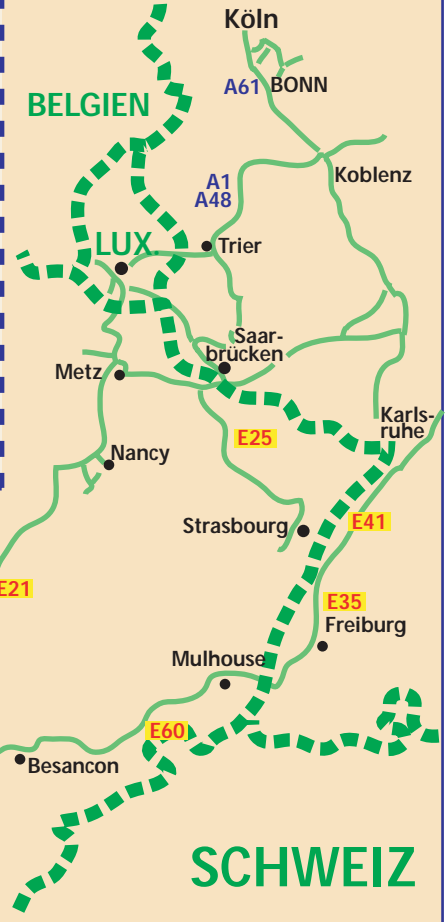 Köln
A61 BONN
BELGIEN
Koblenz
A1
A48
LUX.
Trier
Saar-
brücken
Metz
Karls-
ruhe
E25
Nancy
Strasbourg
E41
E21
E35
Freiburg
Mulhouse
E60
Besancon
SCHWEIZ